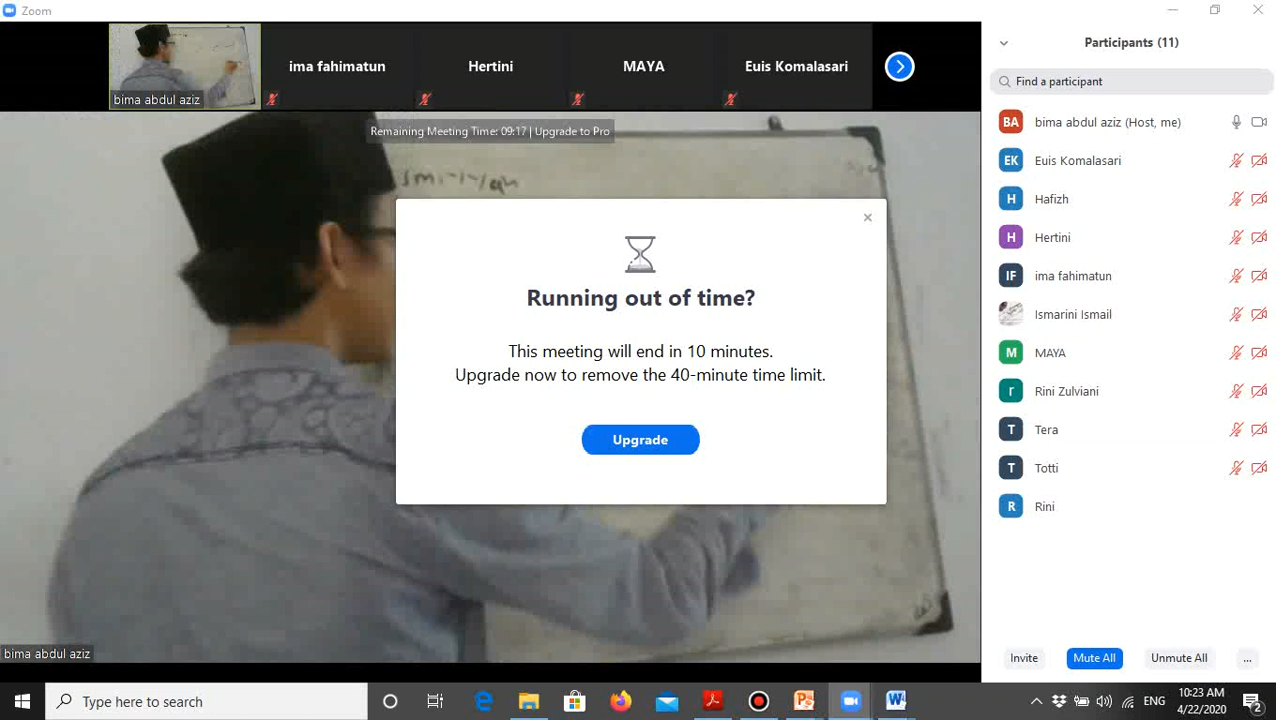 Zoom
bima abdul aziz
ima fahimatun
Hertini
MAYA
Euis Komalasari
Remaining Meeting Time: 09:17 | Upgrade to Pro
Running out of time?
This meeting will end in 10 minutes.
Upgrade now to remove the 40-minute time limit.
Upgrade
bima abdul aziz
Participants (11)
Find a participant
BA bima abdul aziz (Host, me)
EK Euis Komalasari
H Hafizh
H Hertini
IF ima fahimatun
Ismarini Ismail
M MAYA
r Rini Zulviani
T Tera
T Totti
R Rini
Invite Mute All Unmute All ...
Type here to search
ENG
10:23 AM
4/22/2020
2